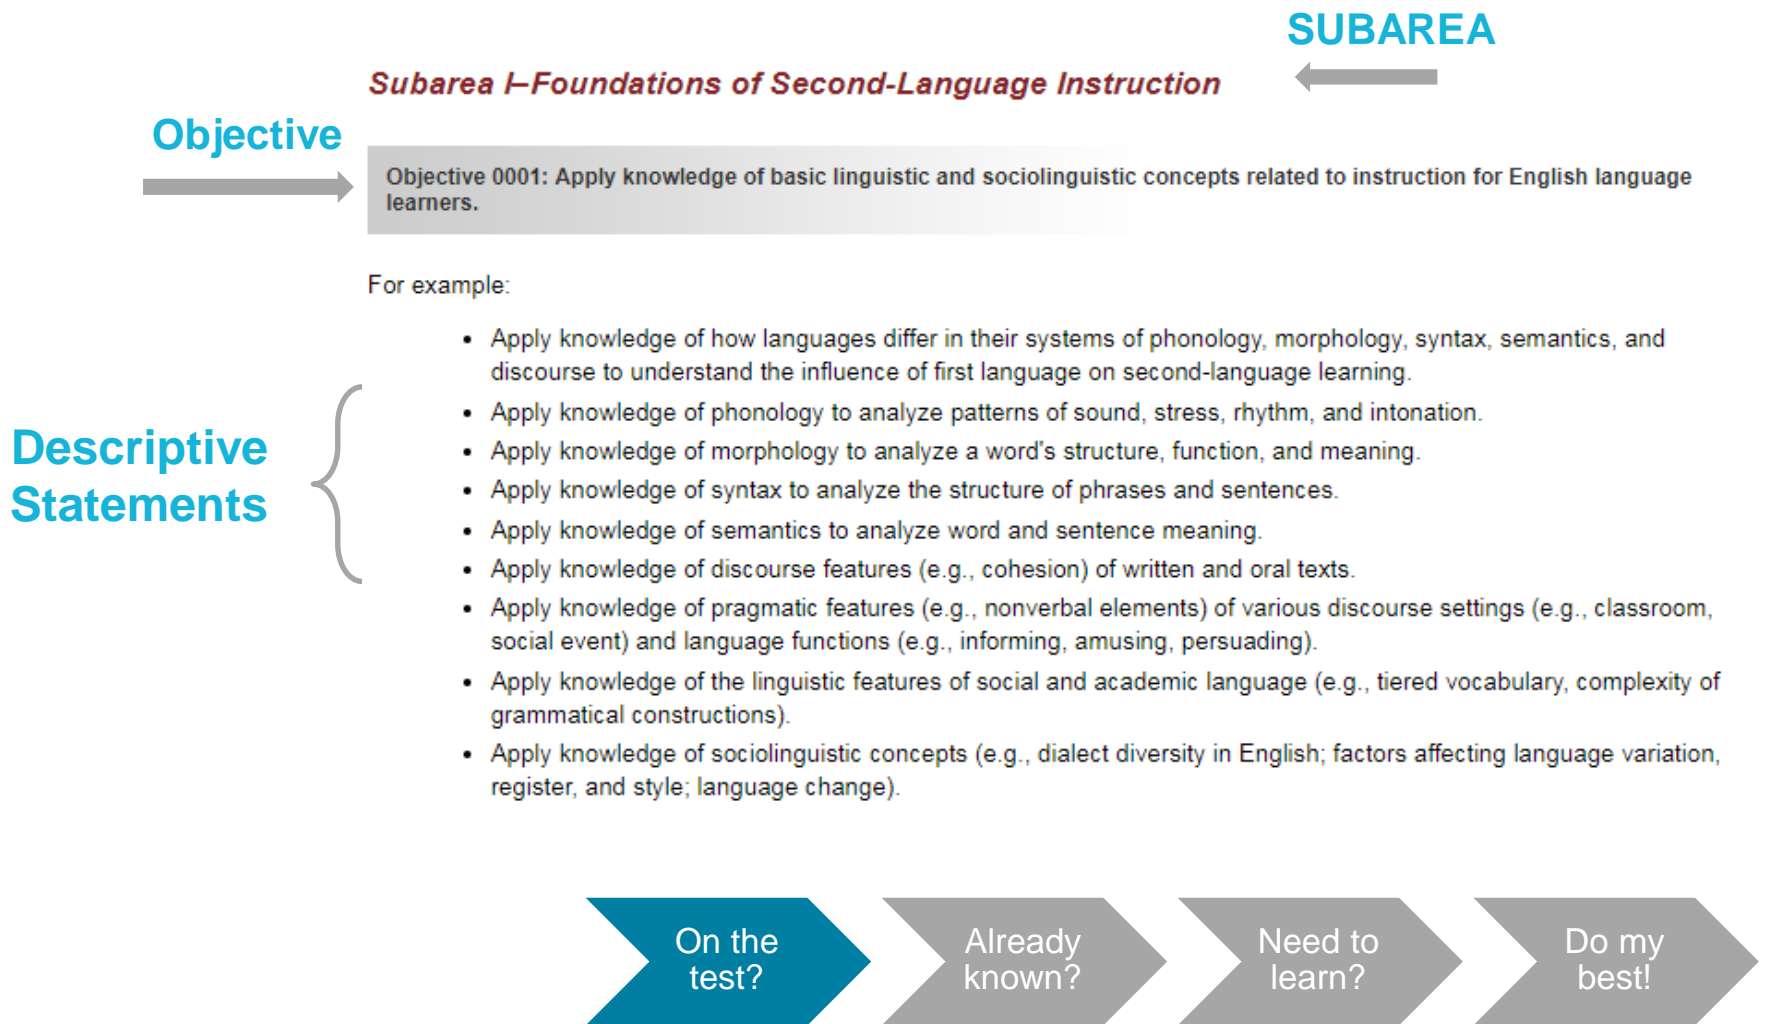 SUBAREA
Subarea I–Foundations of Second-Language Instruction
Objective
Objective 0001: Apply knowledge of basic linguistic and sociolinguistic concepts related to instruction for English language
learners.
For example:
• Apply knowledge of how languages differ in their systems of phonology, morphology, syntax, semantics, and
discourse to understand the influence of first language on second-language learning.
• Apply knowledge of phonology to analyze patterns of sound, stress, rhythm, and intonation.
• Apply knowledge of morphology to analyze a word's structure, function, and meaning.
• Apply knowledge of syntax to analyze the structure of phrases and sentences.
• Apply knowledge of semantics to analyze word and sentence meaning.
• Apply knowledge of discourse features (e.g., cohesion) of written and oral texts.
• Apply knowledge of pragmatic features (e.g., nonverbal elements) of various discourse settings (e.g., classroom,
social event) and language functions (e.g., informing, amusing, persuading).
• Apply knowledge of the linguistic features of social and academic language (e.g., tiered vocabulary, complexity of
grammatical constructions).
• Apply knowledge of sociolinguistic concepts (e.g., dialect diversity in English; factors affecting language variation,
register, and style; language change).
Descriptive
Statements
On the
test?
Already
known?
Need to
learn?
Do my
best!